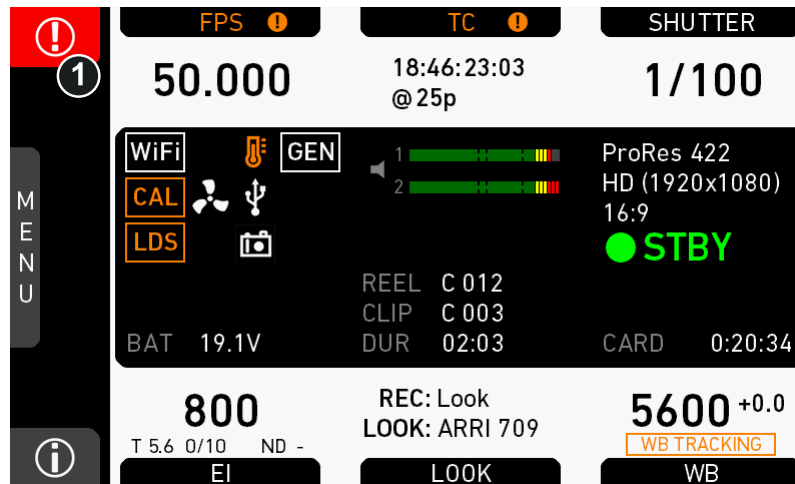 FPS !
TC !
SHUTTER
!
1
50.000
18:46:23:03
@ 25p
1/100
MENU
WiFi
GEN
CAL
LDS
1
2
ProRes 422
HD (1920x1080)
16:9
STBY
REEL C 012
CLIP C 003
DUR 02:03
BAT 19.1V
CARD 0:20:34
800
T 5.6 0/10 ND -
REC: Look
LOOK: ARRI 709
5600 +0.0
WB TRACKING
i
EI
LOOK
WB